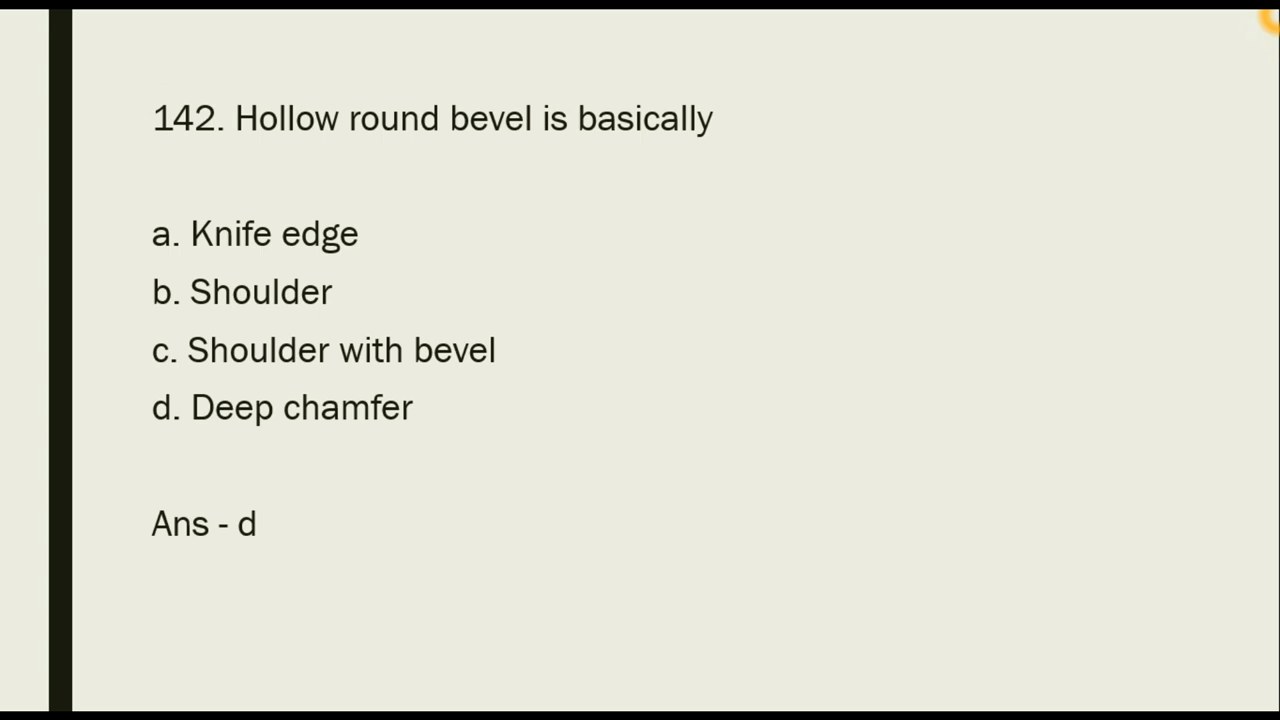 142. Hollow round bevel is basically
a. Knife edge
b. Shoulder
c. Shoulder with bevel
d. Deep chamfer
Ans - d